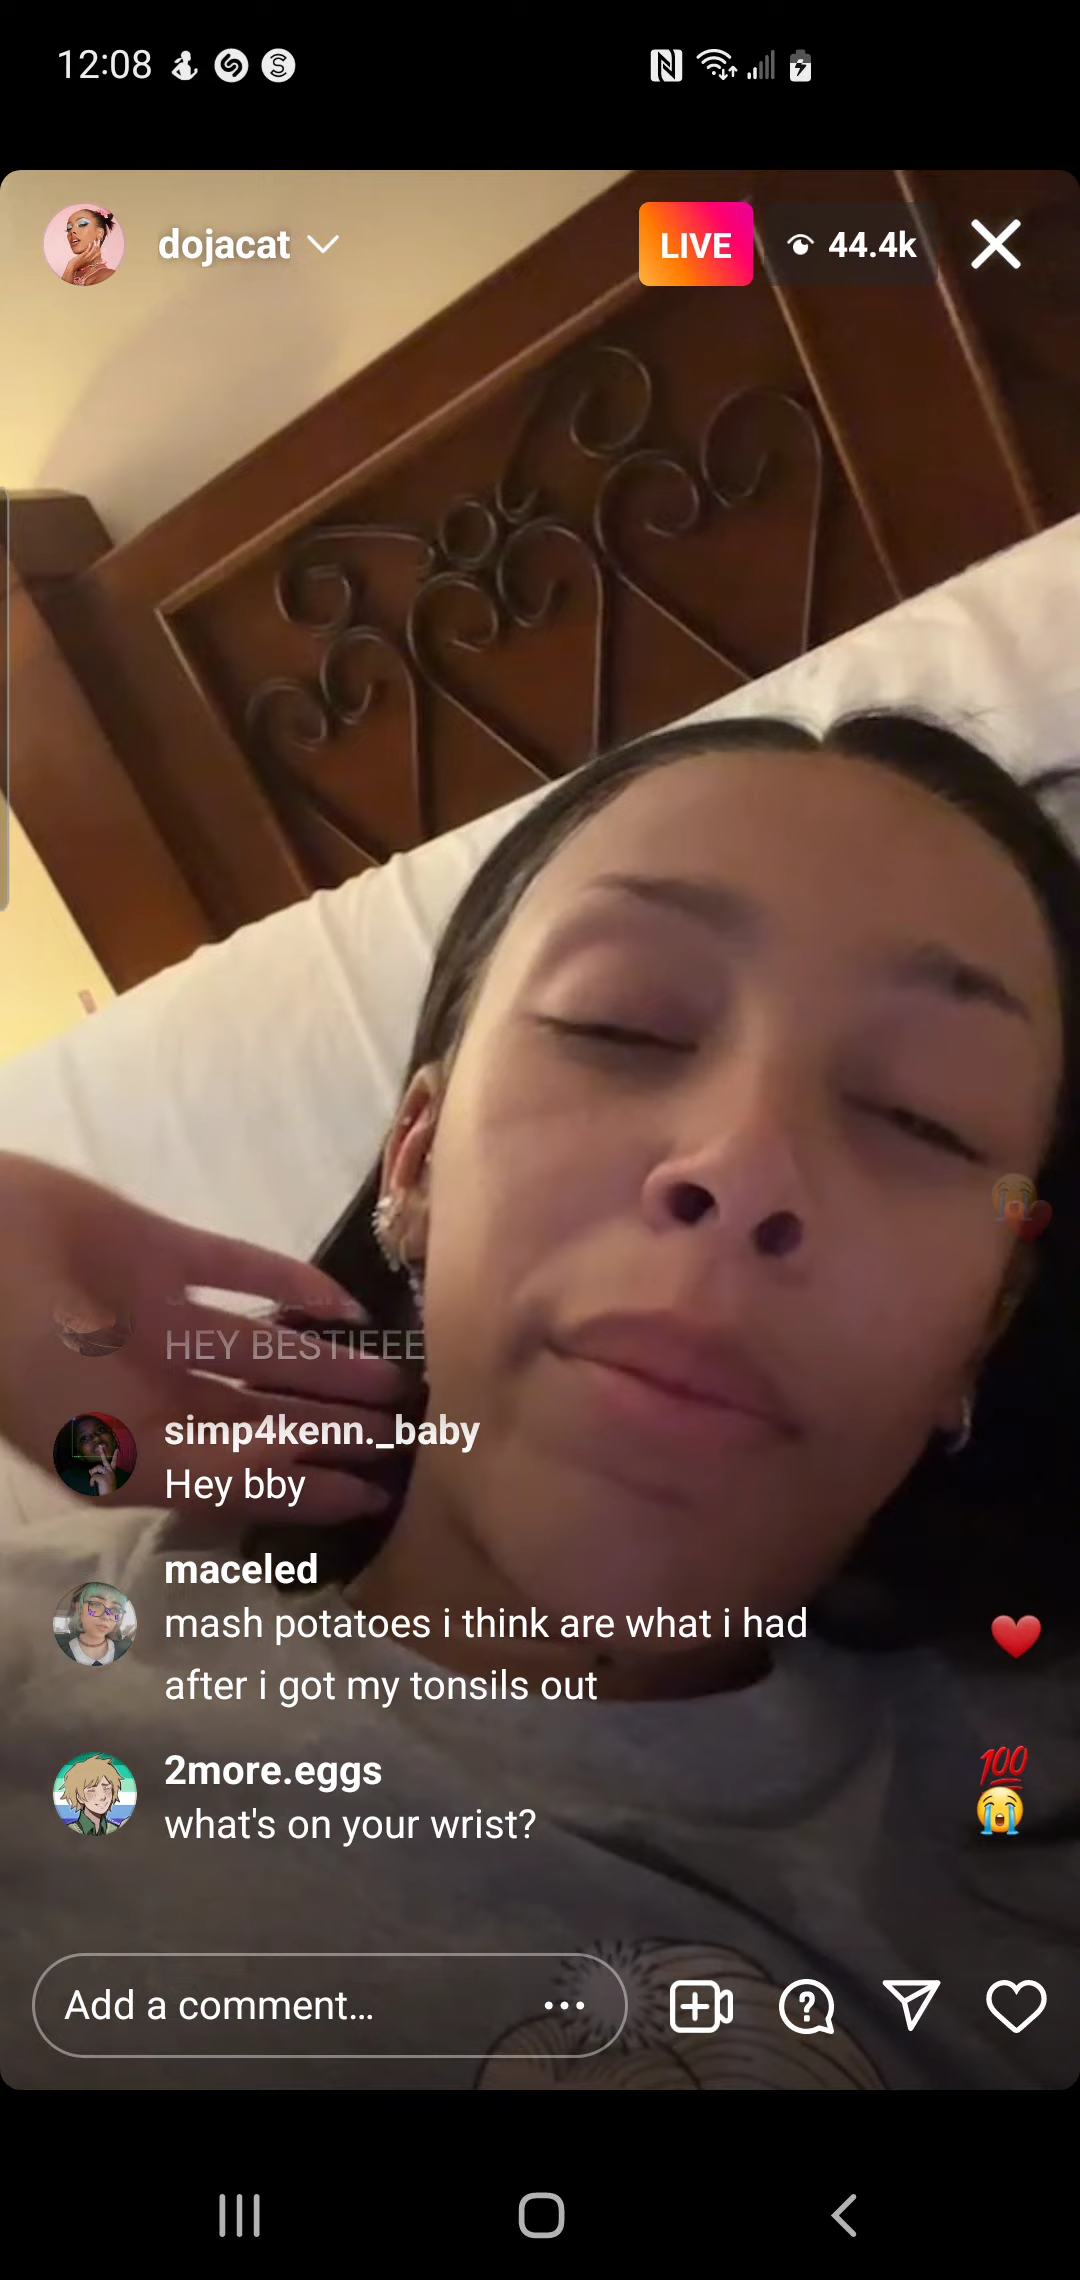 12:08
dojacat
LIVE
44.4k
HEY BESTIEEE
simp4kenn._baby
Hey bby
maceled
mash potatoes i think are what i had
after i got my tonsils out
2more.eggs
what's on your wrist?
💯
Add a comment...